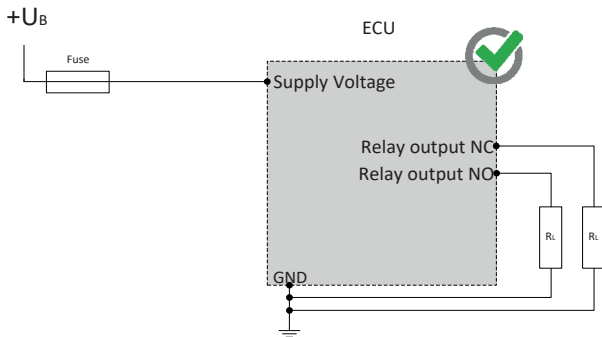 +UB
ECU
Fuse
Supply Voltage
Relay output NC
Relay output NO
RL
RL
GND